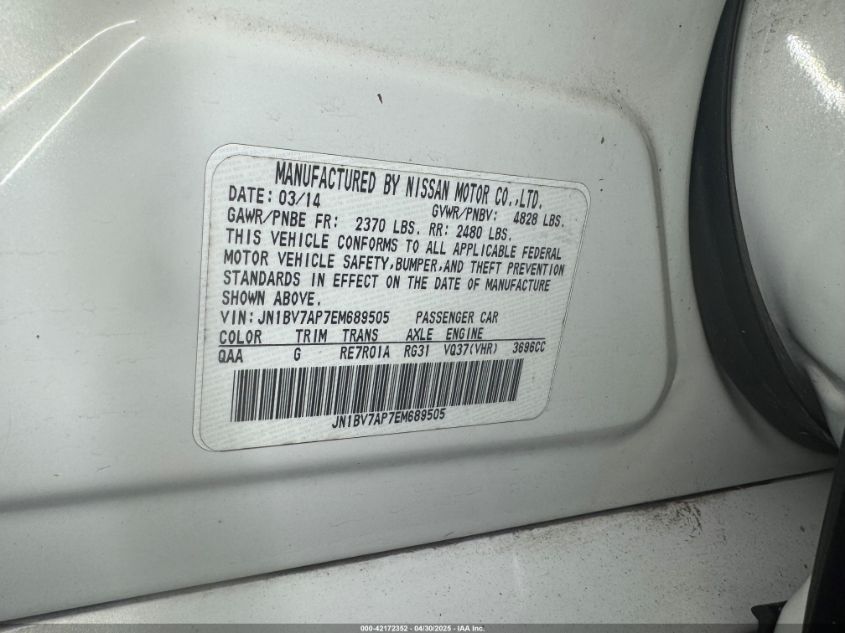 MANUFACTURED BY NISSAN MOTOR CO.,LTD.
DATE: 03/14 GVWR/PNBV: 4828 LBS.
GAWR/PNBE FR: 2370 LBS. RR: 2480 LBS.
THIS VEHICLE CONFORMS TO ALL APPLICABLE FEDERAL
MOTOR VEHICLE SAFETY,BUMPER,AND THEFT PREVENTION
STANDARDS IN EFFECT ON THE DATE OF MANUFACTURE
SHOWN ABOVE.
VIN: JN1BV7AP7EM689505 PASSENGER CAR
COLOR TRIM TRANS AXLE ENGINE
QAA G RE7R01A RG31 VQ37(VHR) 3696CC
JN1BV7AP7EM689505
000-42172352 - 04/30/2025 - IAA Inc.